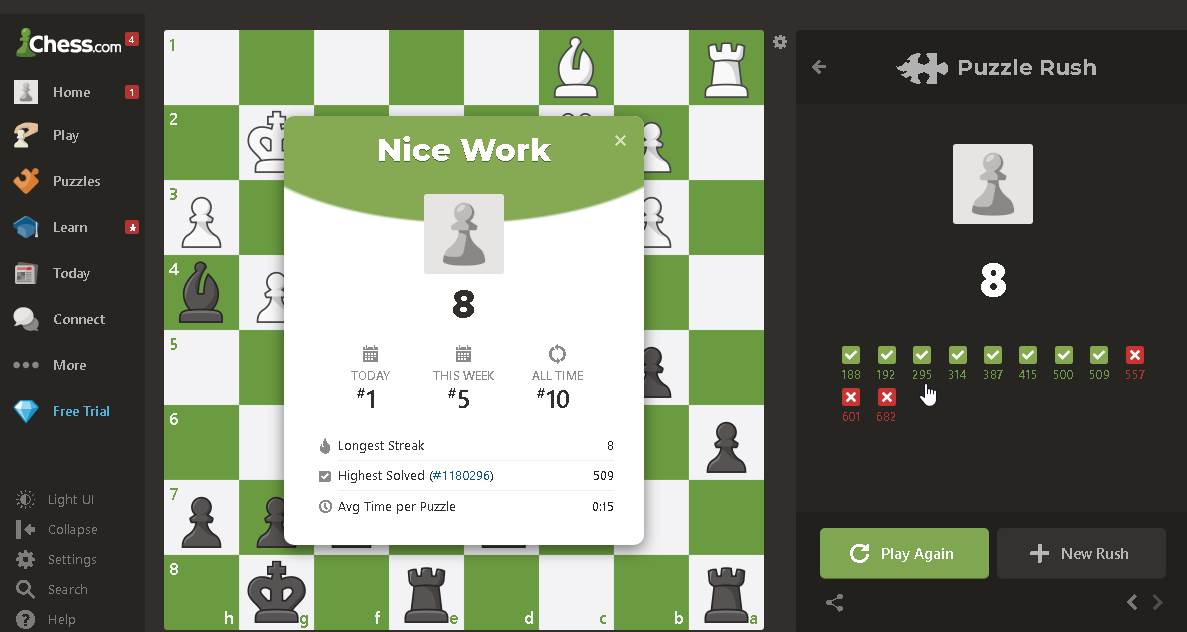 Chess.com 4
Home 1
Play
Puzzles
Learn
Today
Connect
More
Free Trial
Light UI
Collapse
Settings
Search
Help
1
2
3
4
5
6
7
8
h g f e d c b a
Nice Work
×
8
TODAY THIS WEEK ALL TIME
#1 #5 #10
Longest Streak 8
Highest Solved (#1180296) 509
Avg Time per Puzzle 0:15
Puzzle Rush
8
188 192 295 314 387 415 500 509 557
601 682
Play Again
New Rush